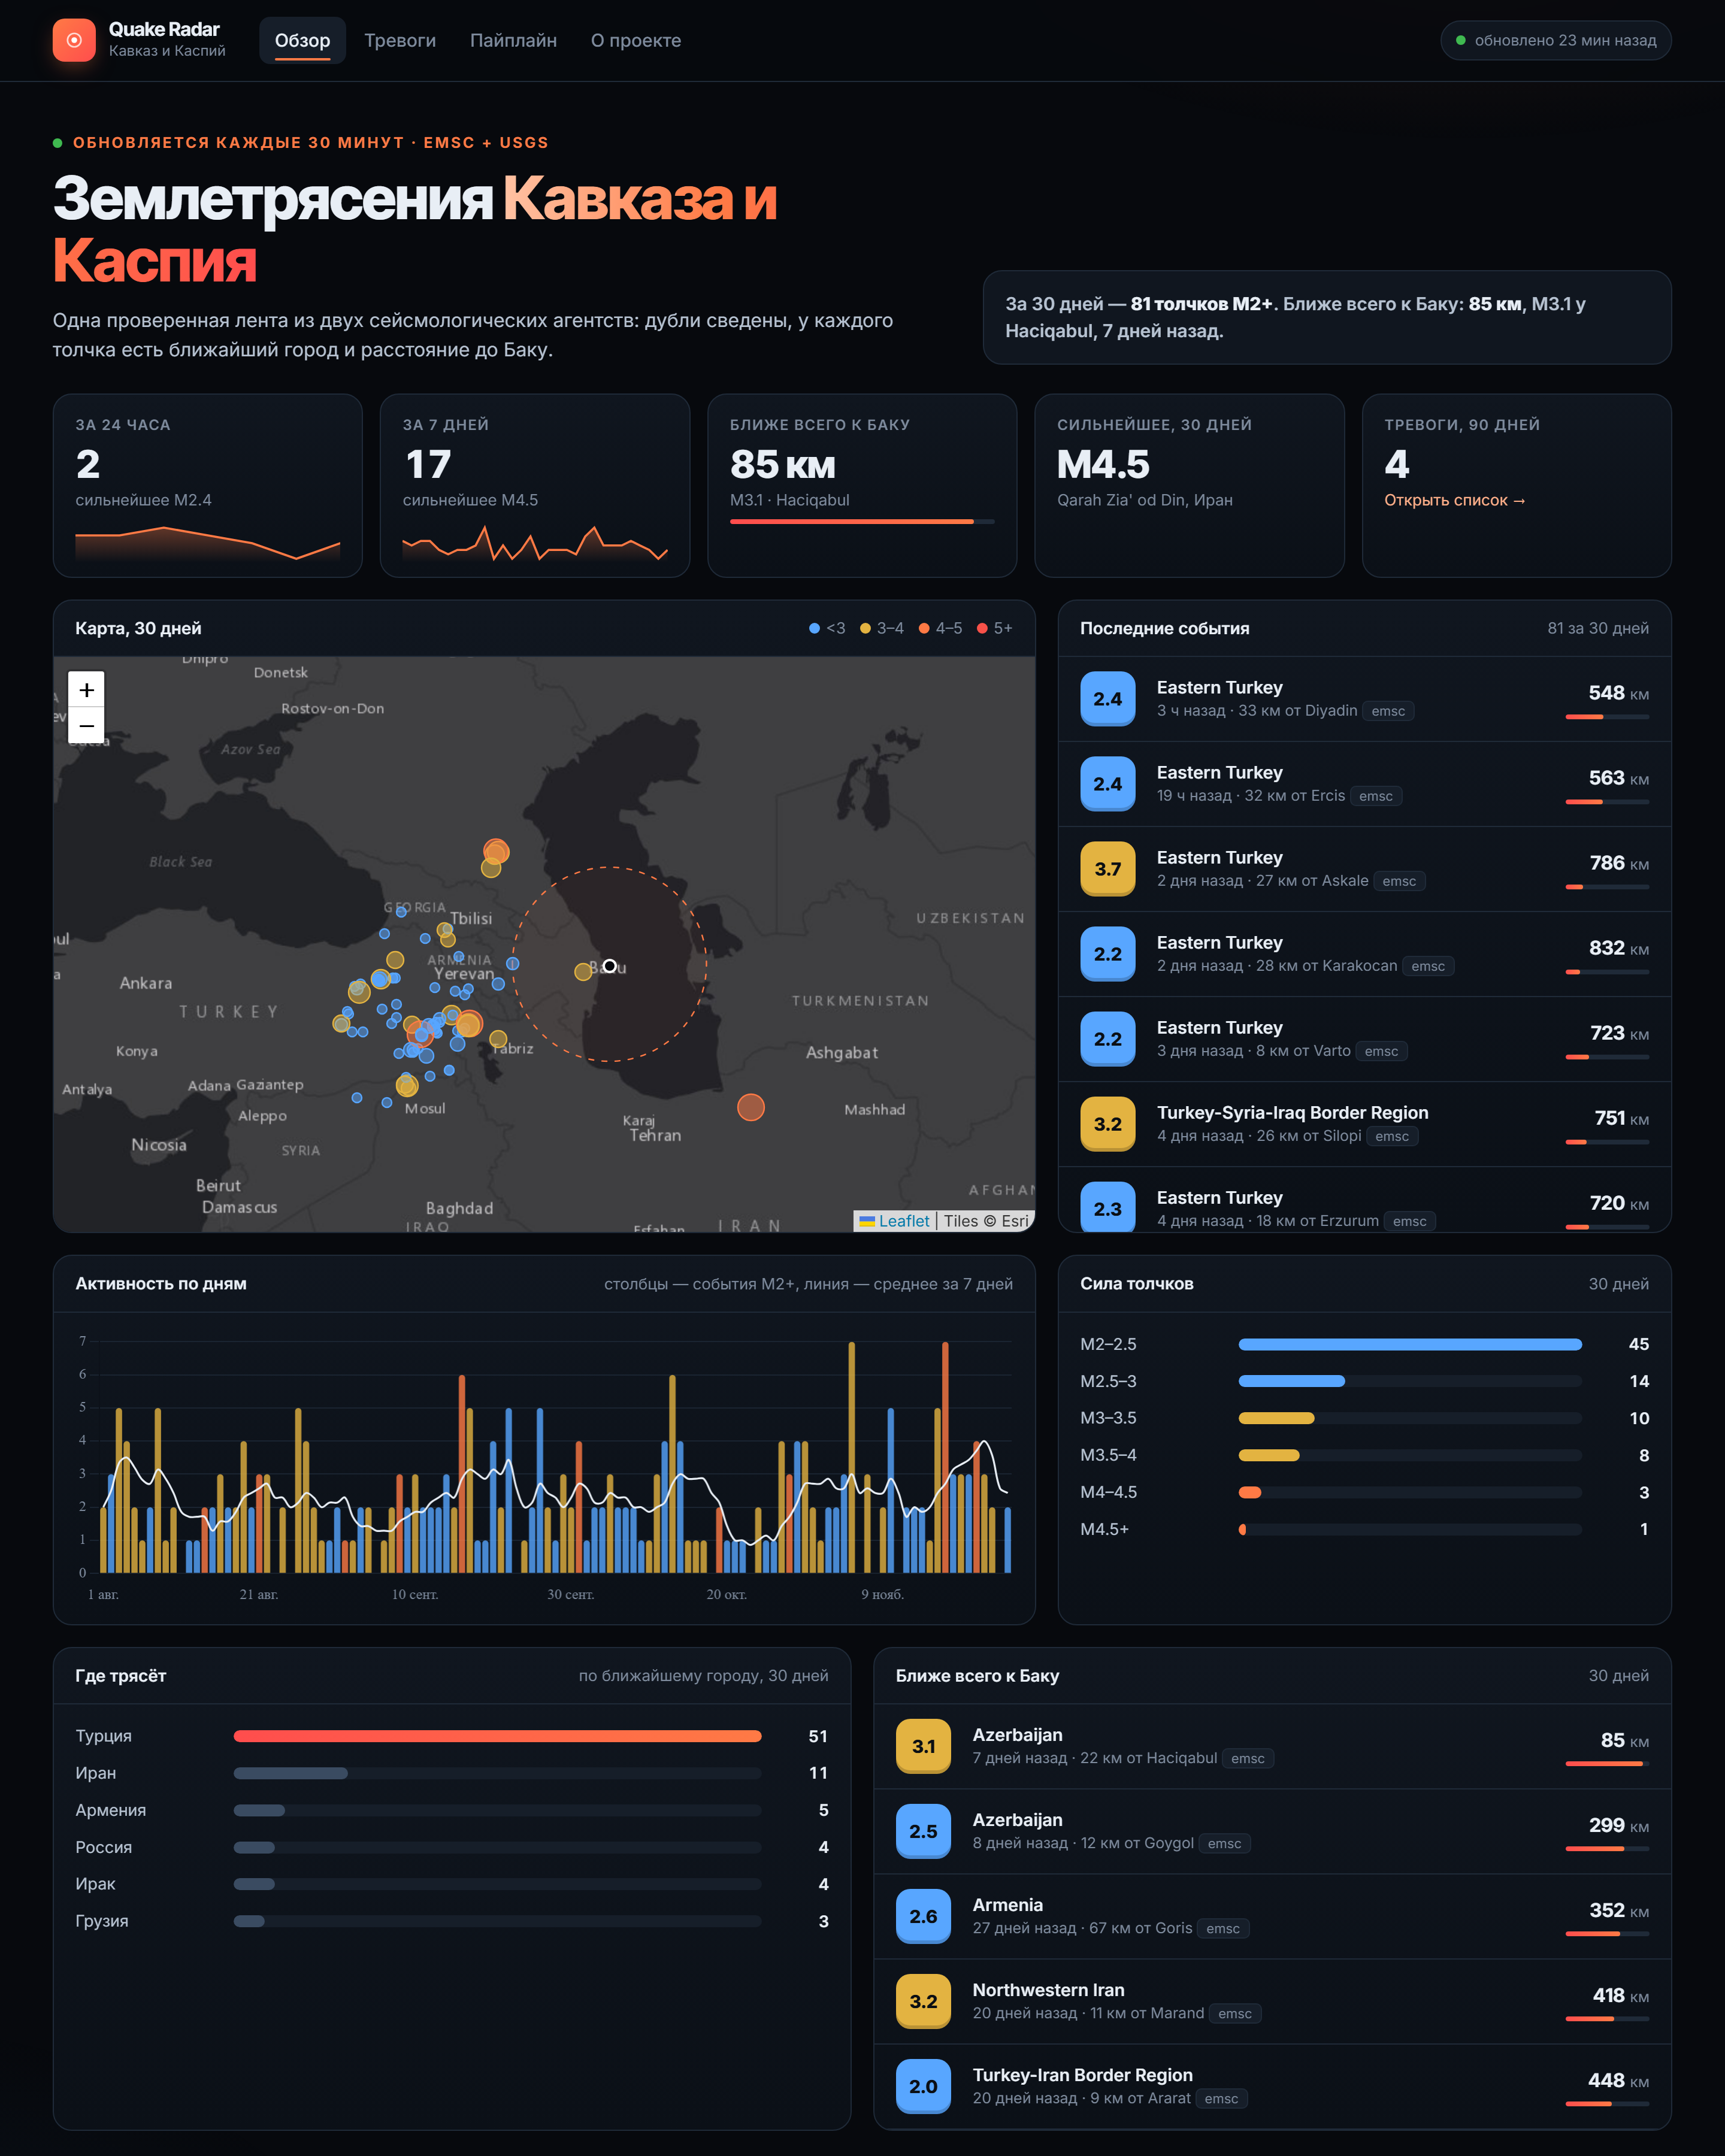 Quake Radar
Кавказ и Каспий
Обзор
Тревоги
Пайплайн
О проекте
обновлено 23 мин назад
ОБНОВЛЯЕТСЯ КАЖДЫЕ 30 МИНУТ · EMSC + USGS
Землетрясения Кавказа и
Каспия
Одна проверенная лента из двух сейсмологических агентств: дубли сведены, у каждого
толчка есть ближайший город и расстояние до Баку.
За 30 дней — 81 толчков M2+. Ближе всего к Баку: 85 км, M3.1 у
Haciqabul, 7 дней назад.
ЗА 24 ЧАСА
2
сильнейшее M2.4
ЗА 7 ДНЕЙ
17
сильнейшее M4.5
БЛИЖЕ ВСЕГО К БАКУ
85 км
M3.1 · Haciqabul
СИЛЬНЕЙШЕЕ, 30 ДНЕЙ
M4.5
Qarah Zia' od Din, Иран
ТРЕВОГИ, 90 ДНЕЙ
4
Открыть список →
Карта, 30 дней
<3
3–4
4–5
5+
+
−
Dnipro
Donetsk
Rostov-on-Don
Azov Sea
Black Sea
GEORGIA
Tbilisi
ARMENIA
Yerevan
Baku
UZBEKISTAN
Ankara
TURKEY
TURKMENISTAN
Konya
Tabriz
Ashgabat
Antalya
Adana
Gaziantep
Aleppo
Mosul
Mashhad
Karaj
Tehran
Nicosia
SYRIA
Beirut
Damascus
Baghdad
AFGHAN
IRAQ
Esfahan
IRAN
Leaflet | Tiles © Esri
Последние события
81 за 30 дней
2.4
Eastern Turkey
3 ч назад · 33 км от Diyadin emsc
548 км
2.4
Eastern Turkey
19 ч назад · 32 км от Ercis emsc
563 км
3.7
Eastern Turkey
2 дня назад · 27 км от Askale emsc
786 км
2.2
Eastern Turkey
2 дня назад · 28 км от Karakocan emsc
832 км
2.2
Eastern Turkey
3 дня назад · 8 км от Varto emsc
723 км
3.2
Turkey-Syria-Iraq Border Region
4 дня назад · 26 км от Silopi emsc
751 км
2.3
Eastern Turkey
4 дня назад · 18 км от Erzurum emsc
720 км
Активность по дням
столбцы — события M2+, линия — среднее за 7 дней
7
6
5
4
3
2
1
0
1 авг.
21 авг.
10 сент.
30 сент.
20 окт.
9 нояб.
Сила толчков
30 дней
M2–2.5 45
M2.5–3 14
M3–3.5 10
M3.5–4 8
M4–4.5 3
M4.5+ 1
Где трясёт
по ближайшему городу, 30 дней
Турция 51
Иран 11
Армения 5
Россия 4
Ирак 4
Грузия 3
Ближе всего к Баку
30 дней
3.1
Azerbaijan
7 дней назад · 22 км от Haciqabul emsc
85 км
2.5
Azerbaijan
8 дней назад · 12 км от Goygol emsc
299 км
2.6
Armenia
27 дней назад · 67 км от Goris emsc
352 км
3.2
Northwestern Iran
20 дней назад · 11 км от Marand emsc
418 км
2.0
Turkey-Iran Border Region
20 дней назад · 9 км от Ararat emsc
448 км